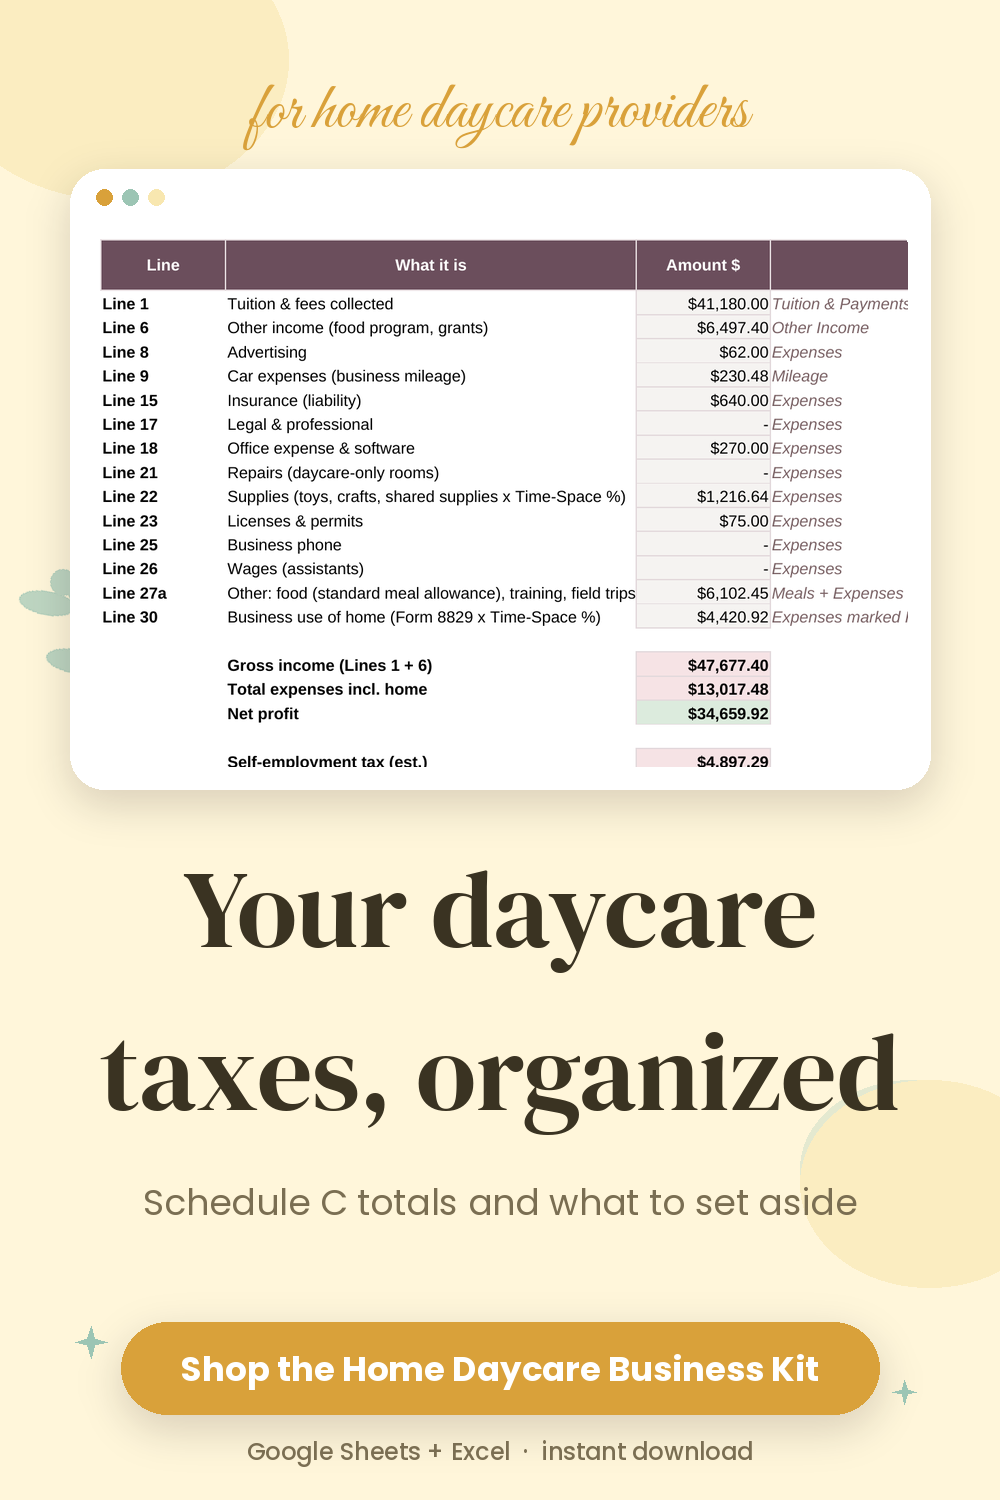 for home daycare providers
Line What it is Amount $
Line 1 Tuition & fees collected $41,180.00 Tuition & Payments
Line 6 Other income (food program, grants) $6,497.40 Other Income
Line 8 Advertising $62.00 Expenses
Line 9 Car expenses (business mileage) $230.48 Mileage
Line 15 Insurance (liability) $640.00 Expenses
Line 17 Legal & professional - Expenses
Line 18 Office expense & software $270.00 Expenses
Line 21 Repairs (daycare-only rooms) - Expenses
Line 22 Supplies (toys, crafts, shared supplies x Time-Space %) $1,216.64 Expenses
Line 23 Licenses & permits $75.00 Expenses
Line 25 Business phone - Expenses
Line 26 Wages (assistants) - Expenses
Line 27a Other: food (standard meal allowance), training, field trips $6,102.45 Meals + Expenses
Line 30 Business use of home (Form 8829 x Time-Space %) $4,420.92 Expenses marked
Gross income (Lines 1 + 6) $47,677.40
Total expenses incl. home $13,017.48
Net profit $34,659.92
Self-employment tax (est.) $4,897.29
Your daycare
taxes, organized
Schedule C totals and what to set aside
Shop the Home Daycare Business Kit
Google Sheets + Excel · instant download